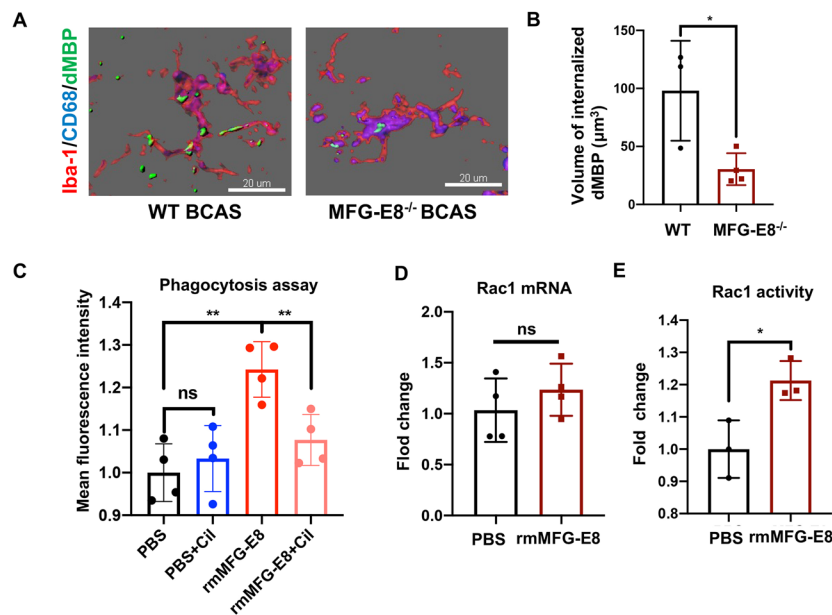 A
Iba-1/CD68/dMBP
20 um
20 um
WT BCAS
MFG-E8-/- BCAS
B
Volume of internalized
dMBP (µm3)
150
100
50
0
*
WT
MFG-E8-/-
C
Phagocytosis assay
Mean fluorescence intensity
1.4
1.3
1.2
1.1
1.0
0.9
**
**
ns
PBS
PBS+Cil
rmMFG-E8
rmMFG-E8+Cil
D
Rac1 mRNA
Flod change
2.0
1.5
1.0
0.5
0.0
ns
PBS
rmMFG-E8
E
Rac1 activity
Fold change
1.4
1.3
1.2
1.1
1.0
0.9
0.8
*
PBS
rmMFG-E8